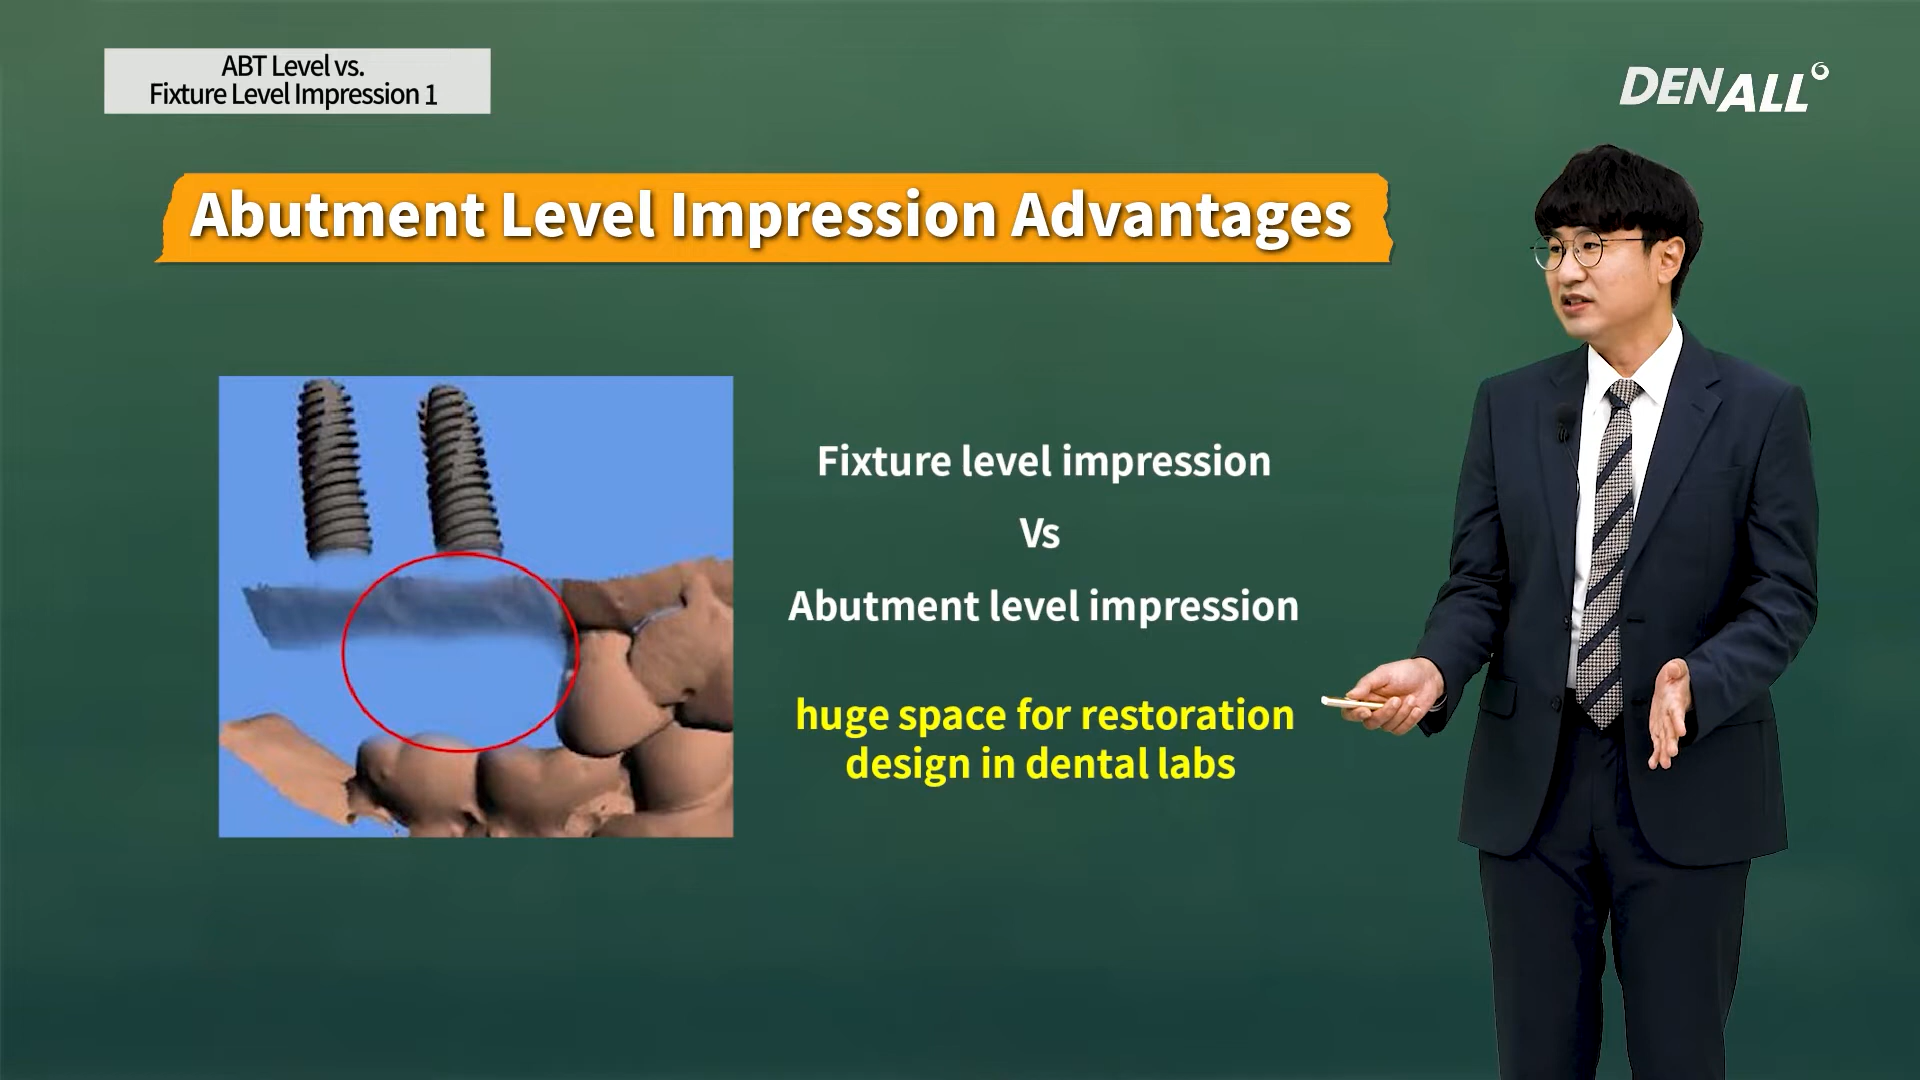 ABT Level vs.
Fixture Level Impression 1
DENALL
Abutment Level Impression Advantages
Fixture level impression
Vs
Abutment level impression
huge space for restoration
design in dental labs